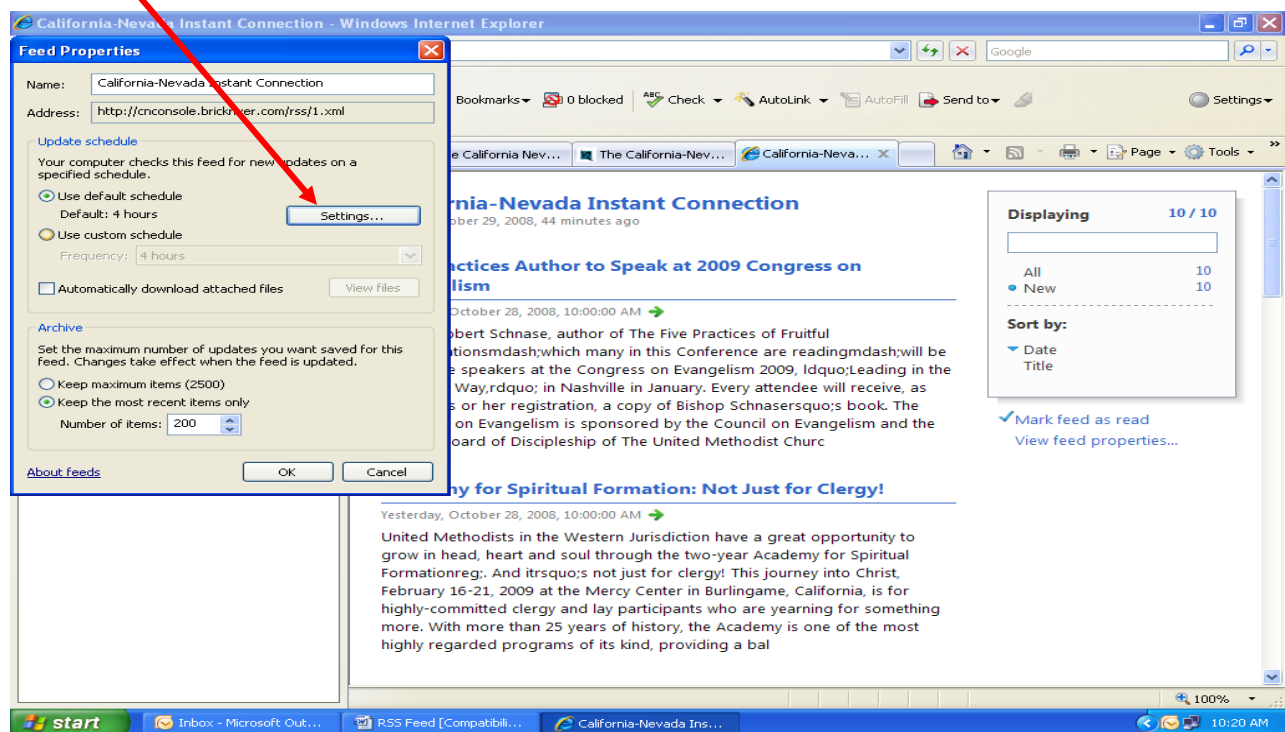 California-Nevada Instant Connection - Windows Internet Explorer
Feed Properties
Name: California-Nevada Instant Connection
Address: http://cnconsole.brickriver.com/rss/1.xml
Update schedule
Your computer checks this feed for new updates on a
specified schedule.
Use default schedule
Default: 4 hours
Settings...
Use custom schedule
Frequency: 4 hours
Automatically download attached files
View files
Archive
Set the maximum number of updates you want saved for this
feed. Changes take effect when the feed is updated.
Keep maximum items (2500)
Keep the most recent items only
Number of items: 200
About feeds
OK
Cancel
Google
Bookmarks
0 blocked
ABC Check
AutoLink
AutoFill
Send to
Settings
e California Nev...
The California-Nev...
California-Neva...
Page
Tools
rnia-Nevada Instant Connection
ober 29, 2008, 44 minutes ago
actices Author to Speak at 2009 Congress on
lism
October 28, 2008, 10:00:00 AM
obert Schnase, author of The Five Practices of Fruitful
tionsmdash;which many in this Conference are readingmdash;will be
e speakers at the Congress on Evangelism 2009, ldquo;Leading in the
Way,rdquo; in Nashville in January. Every attendee will receive, as
s or her registration, a copy of Bishop Schnasersquo;s book. The
on Evangelism is sponsored by the Council on Evangelism and the
oard of Discipleship of The United Methodist Churc
ny for Spiritual Formation: Not Just for Clergy!
Yesterday, October 28, 2008, 10:00:00 AM
United Methodists in the Western Jurisdiction have a great opportunity to
grow in head, heart and soul through the two-year Academy for Spiritual
Formationreg;. And itrsquo;s not just for clergy! This journey into Christ,
February 16-21, 2009 at the Mercy Center in Burlingame, California, is for
highly-committed clergy and lay participants who are yearning for something
more. With more than 25 years of history, the Academy is one of the most
highly regarded programs of its kind, providing a bal
Displaying 10 / 10
All 10
New 10
Sort by:
Date
Title
Mark feed as read
View feed properties...
100%
start
Inbox - Microsoft Out...
RSS Feed [Compatibili...
California-Nevada Ins...
10:20 AM